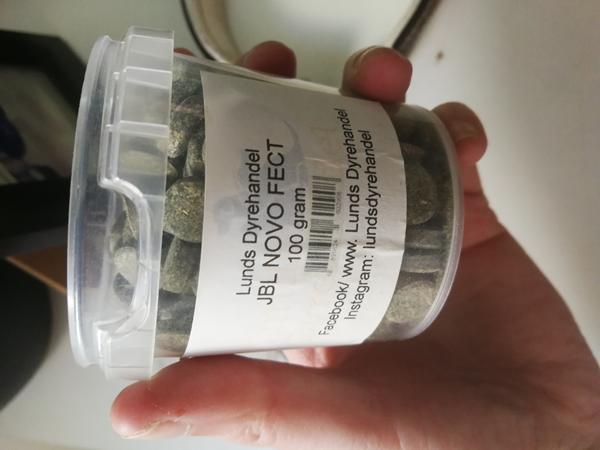 Lunds Dyrehandel
JBL NOVO FECT
100 gram
Facebook/ www. Lunds Dyrehandel
Instagram: lundsdyrehandel